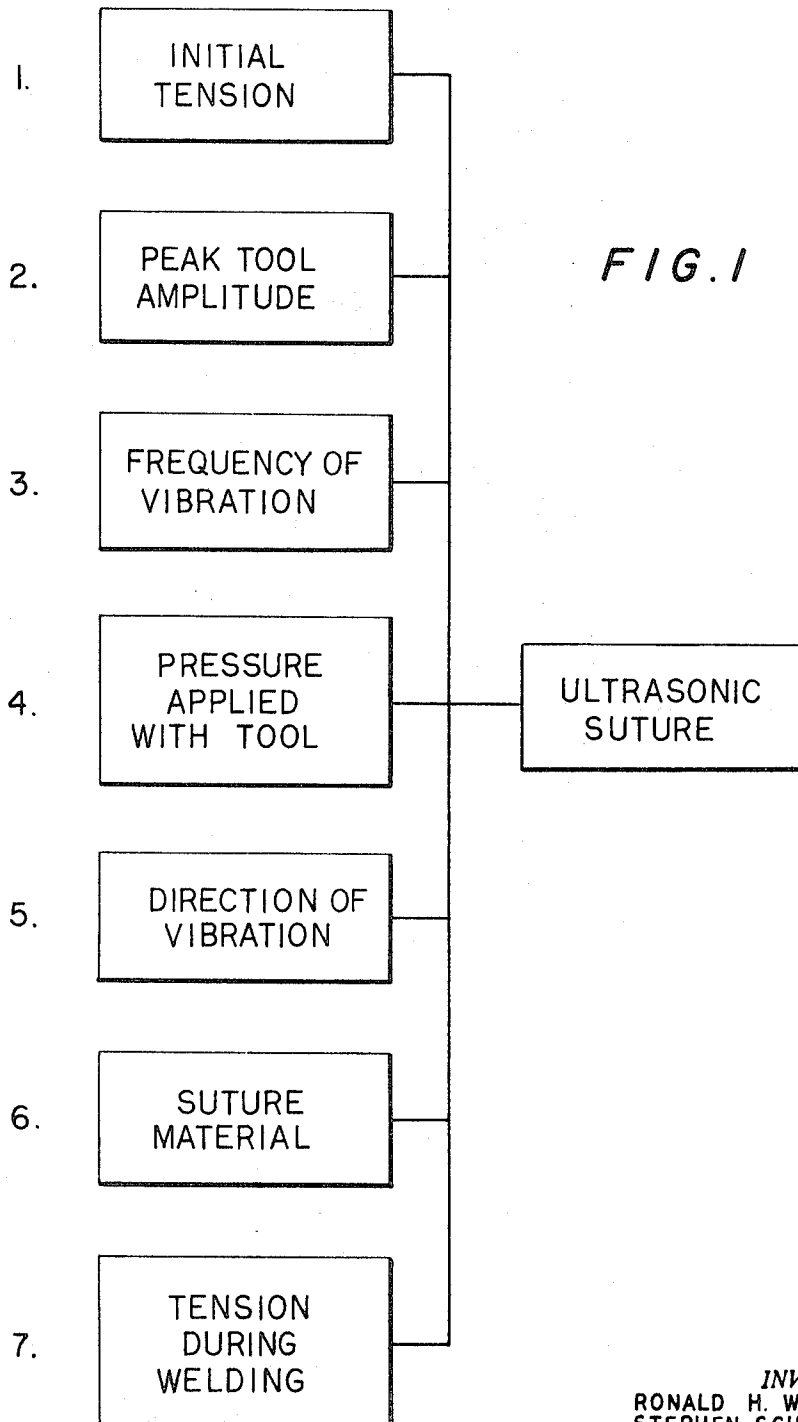 1.
INITIAL
TENSION
2.
PEAK TOOL
AMPLITUDE
FIG.1
3.
FREQUENCY OF
VIBRATION
4.
PRESSURE
APPLIED
WITH TOOL
ULTRASONIC
SUTURE
5.
DIRECTION OF
VIBRATION
6.
SUTURE
MATERIAL
7.
TENSION
DURING
WELDING
RONALD H.
STEPHEN